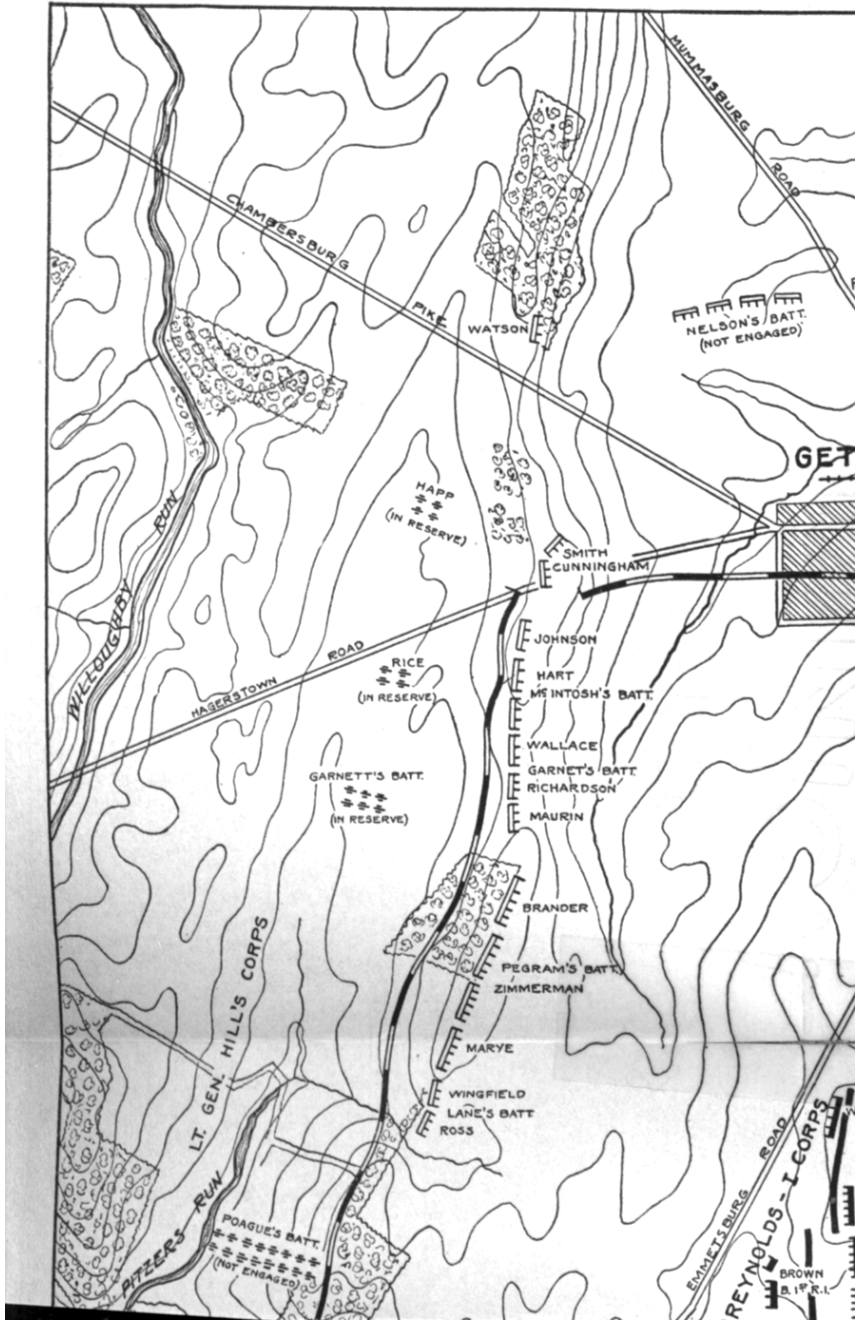 MUMMASBURG ROAD
CHAMBERSBURG PIKE
WATSON
NELSON'S BATT.
(NOT ENGAGED)
GET
HAPP
(IN RESERVE)
WILLOUGHBY RUN
SMITH
CUNNINGHAM
HAGERSTOWN ROAD
JOHNSON
RICE
(IN RESERVE)
HART
McINTOSH'S BATT.
WALLACE
GARNETT'S BATT.
(IN RESERVE)
GARNET'S BATT.
RICHARDSON
MAURIN
BRANDER
LT. GEN. HILL'S CORPS
PEGRAM'S BATT.
ZIMMERMAN
MARYE
WINGFIELD
LANE'S BATT
ROSS
PITZERS RUN
POAGUE'S BATT.
(NOT ENGAGED)
EMMETSBURG ROAD
REYNOLDS - I CORPS
W
BROWN
B. 1st R.I.